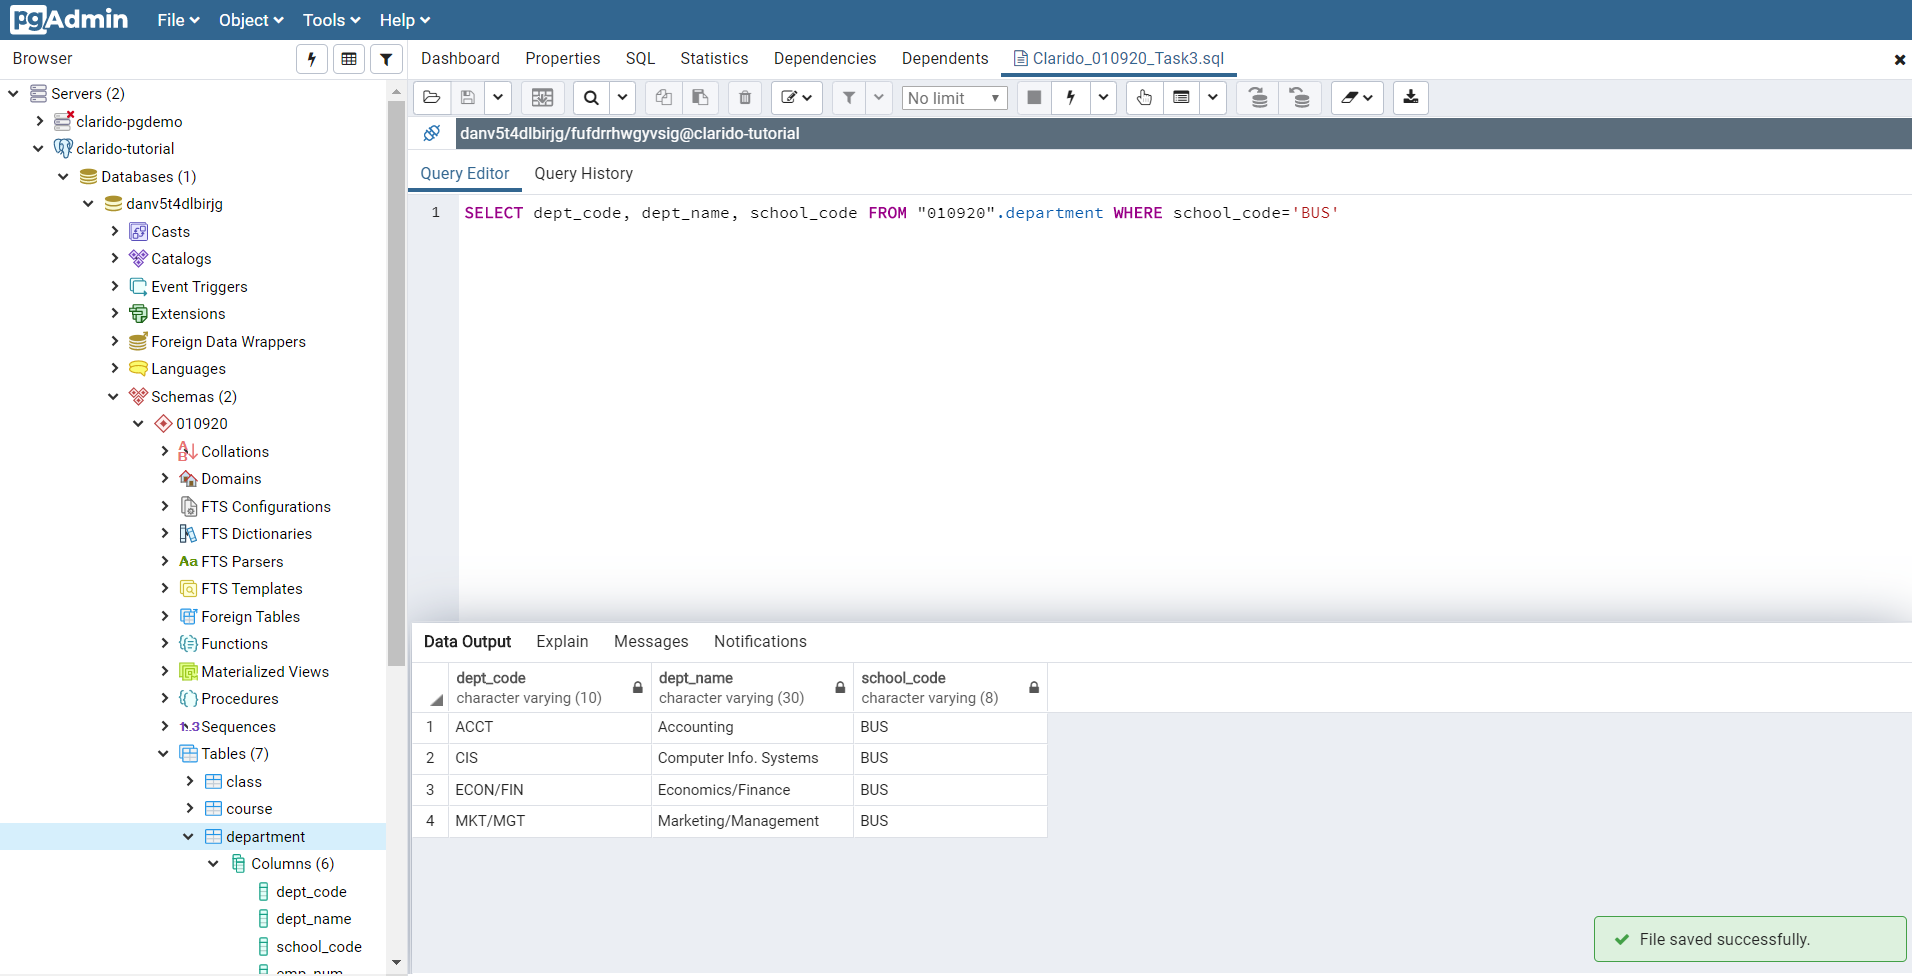 pgAdmin File Object Tools Help
Browser
Dashboard Properties SQL Statistics Dependencies Dependents Clarido_010920_Task3.sql
No limit
danv5t4dlbirjg/fufdrrhwgyvsig@clarido-tutorial
Query Editor Query History
1 SELECT dept_code, dept_name, school_code FROM "010920".department WHERE school_code='BUS'
Servers (2)
clarido-pgdemo
clarido-tutorial
Databases (1)
danv5t4dlbirjg
Casts
Catalogs
Event Triggers
Extensions
Foreign Data Wrappers
Languages
Schemas (2)
010920
Collations
Domains
FTS Configurations
FTS Dictionaries
Aa FTS Parsers
FTS Templates
Foreign Tables
Functions
Materialized Views
Procedures
1..3 Sequences
Tables (7)
class
course
department
Columns (6)
dept_code
dept_name
school_code
emp_num
Data Output Explain Messages Notifications
dept_code dept_name school_code
character varying (10) character varying (30) character varying (8)
1 ACCT Accounting BUS
2 CIS Computer Info. Systems BUS
3 ECON/FIN Economics/Finance BUS
4 MKT/MGT Marketing/Management BUS
File saved successfully.